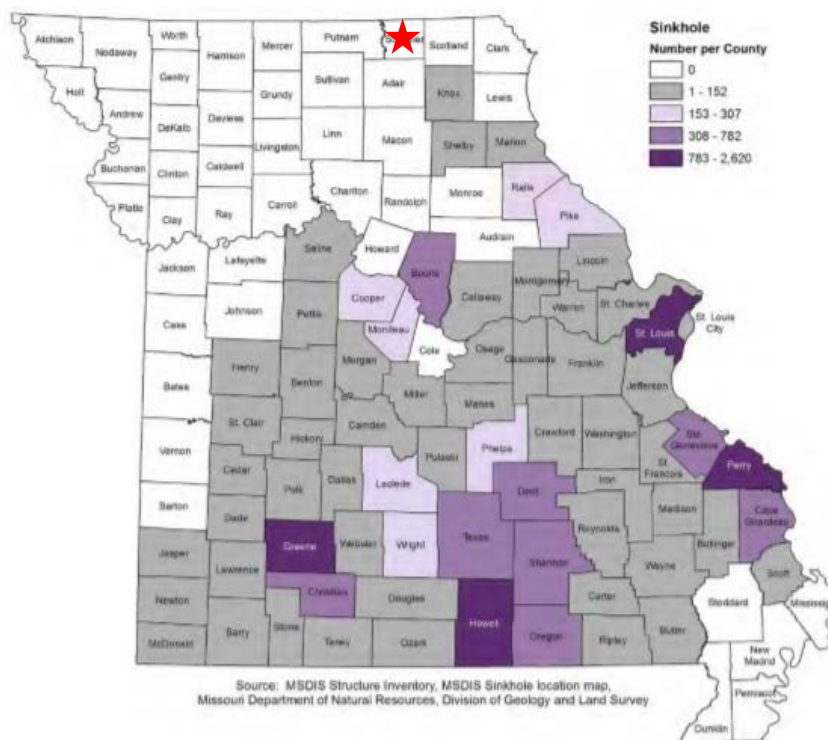 Sinkhole
Number per County
0
1 - 152
153 - 307
308 - 782
783 - 2,620
Atchison
Nodaway
Worth
Harrison
Mercer
Putnam
Scotland
Clark
Holt
Gentry
Sullivan
Adair
Knox
Lewis
Andrew
DeKalb
Daviess
Grundy
Linn
Macon
Shelby
Marion
Buchanan
Clinton
Caldwell
Livingston
Platte
Clay
Ray
Carroll
Chariton
Randolph
Monroe
Ralls
Pike
Audrain
Jackson
Lafayette
Saline
Howard
Boone
Callaway
Montgomery
Lincoln
Warren
St. Charles
St. Louis
St. Louis
City
Cass
Johnson
Pettis
Cooper
Moniteau
Cole
Osage
Gasconade
Franklin
Jefferson
Bates
Henry
Benton
Morgan
Miller
Maries
St. Clair
Hickory
Camden
Pulaski
Phelps
Crawford
Washington
St.
Francois
Ste.
Genevieve
Perry
Vernon
Cedar
Polk
Dallas
Laclede
Dent
Iron
Madison
Cape
Girardeau
Barton
Dade
Greene
Webster
Wright
Texas
Shannon
Reynolds
Wayne
Bollinger
Jasper
Lawrence
Christian
Douglas
Howell
Carter
Stoddard
Scott
Mississippi
Newton
McDonald
Barry
Stone
Taney
Ozark
Oregon
Ripley
Butler
New
Madrid
Pemiscot
Dunklin
Source: MSDIS Structure Inventory, MSDIS Sinkhole location map,
Missouri Department of Natural Resources, Division of Geology and Land Survey